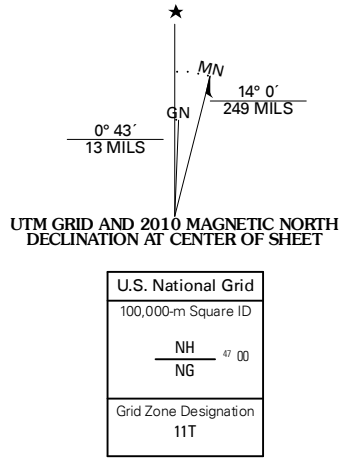 MN
14° 0´
249 MILS
GN
0° 43´
13 MILS
UTM GRID AND 2010 MAGNETIC NORTH
DECLINATION AT CENTER OF SHEET
U.S. National Grid
100,000-m Square ID
NH
47 00
NG
Grid Zone Designation
11T